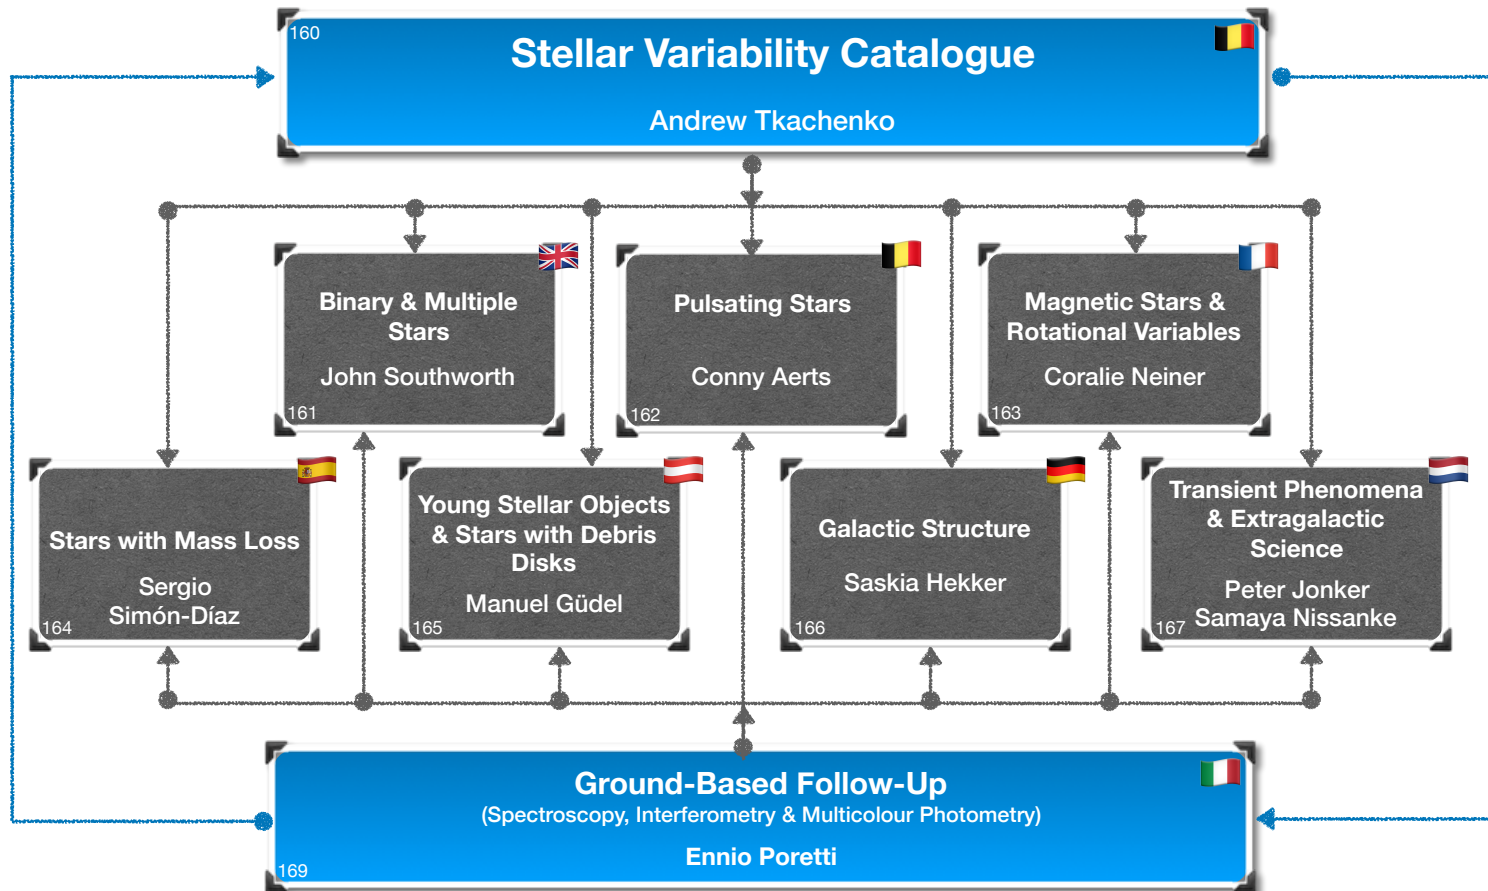 160
Stellar Variability Catalogue
Andrew Tkachenko
Binary & Multiple
Stars
John Southworth
161
Pulsating Stars
Conny Aerts
162
Magnetic Stars &
Rotational Variables
Coralie Neiner
163
Stars with Mass Loss
Sergio
Simón-Díaz
164
Young Stellar Objects
& Stars with Debris
Disks
Manuel Güdel
165
Galactic Structure
Saskia Hekker
166
Transient Phenomena
& Extragalactic
Science
Peter Jonker
Samaya Nissanke
167
Ground-Based Follow-Up
(Spectroscopy, Interferometry & Multicolour Photometry)
Ennio Poretti
169